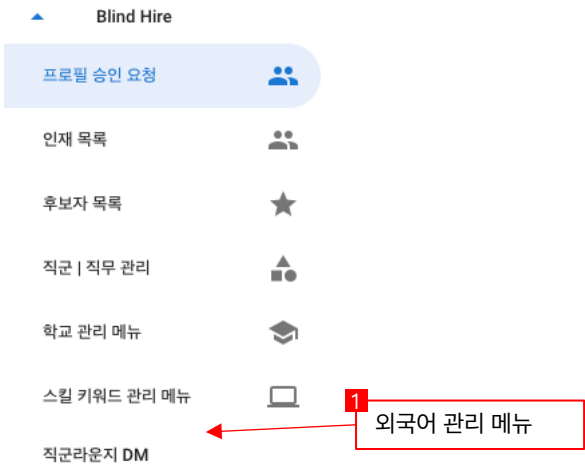 Blind Hire
프로필 승인 요청
인재 목록
후보자 목록
직군 | 직무 관리
학교 관리 메뉴
스킬 키워드 관리 메뉴
1
외국어 관리 메뉴
직군라운지 DM